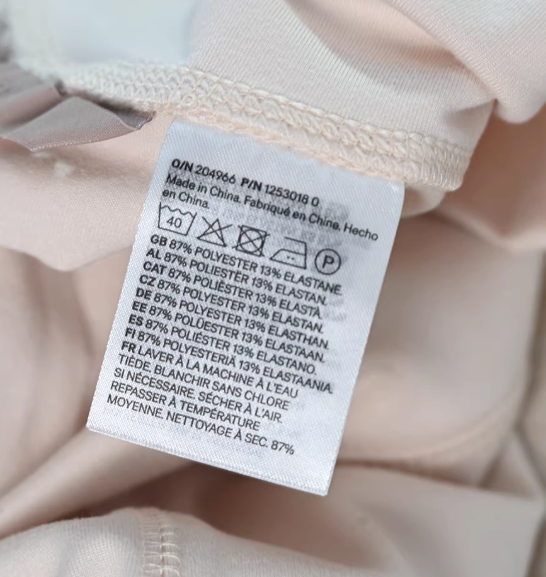 O/N 204966 P/N 1253018 0
Made in China. Fabriqué en Chine. Hecho
en China.
40 P
GB 87% POLYESTER 13% ELASTANE.
AL 87% POLIESTËR 13% ELASTAN.
CAT 87% POLIÈSTER 13% ELASTÀ.
CZ 87% POLYESTER 13% ELASTAN.
DE 87% POLYESTER 13% ELASTHAN.
EE 87% POLÜESTER 13% ELASTAAN.
ES 87% POLIÉSTER 13% ELASTANO.
FI 87% POLYESTERIÄ 13% ELASTAANIA.
FR LAVER À LA MACHINE À L'EAU
TIÈDE. BLANCHIR SANS CHLORE
SI NÉCESSAIRE. SÉCHER À L'AIR.
REPASSER À TEMPÉRATURE
MOYENNE. NETTOYAGE À SEC. 87%